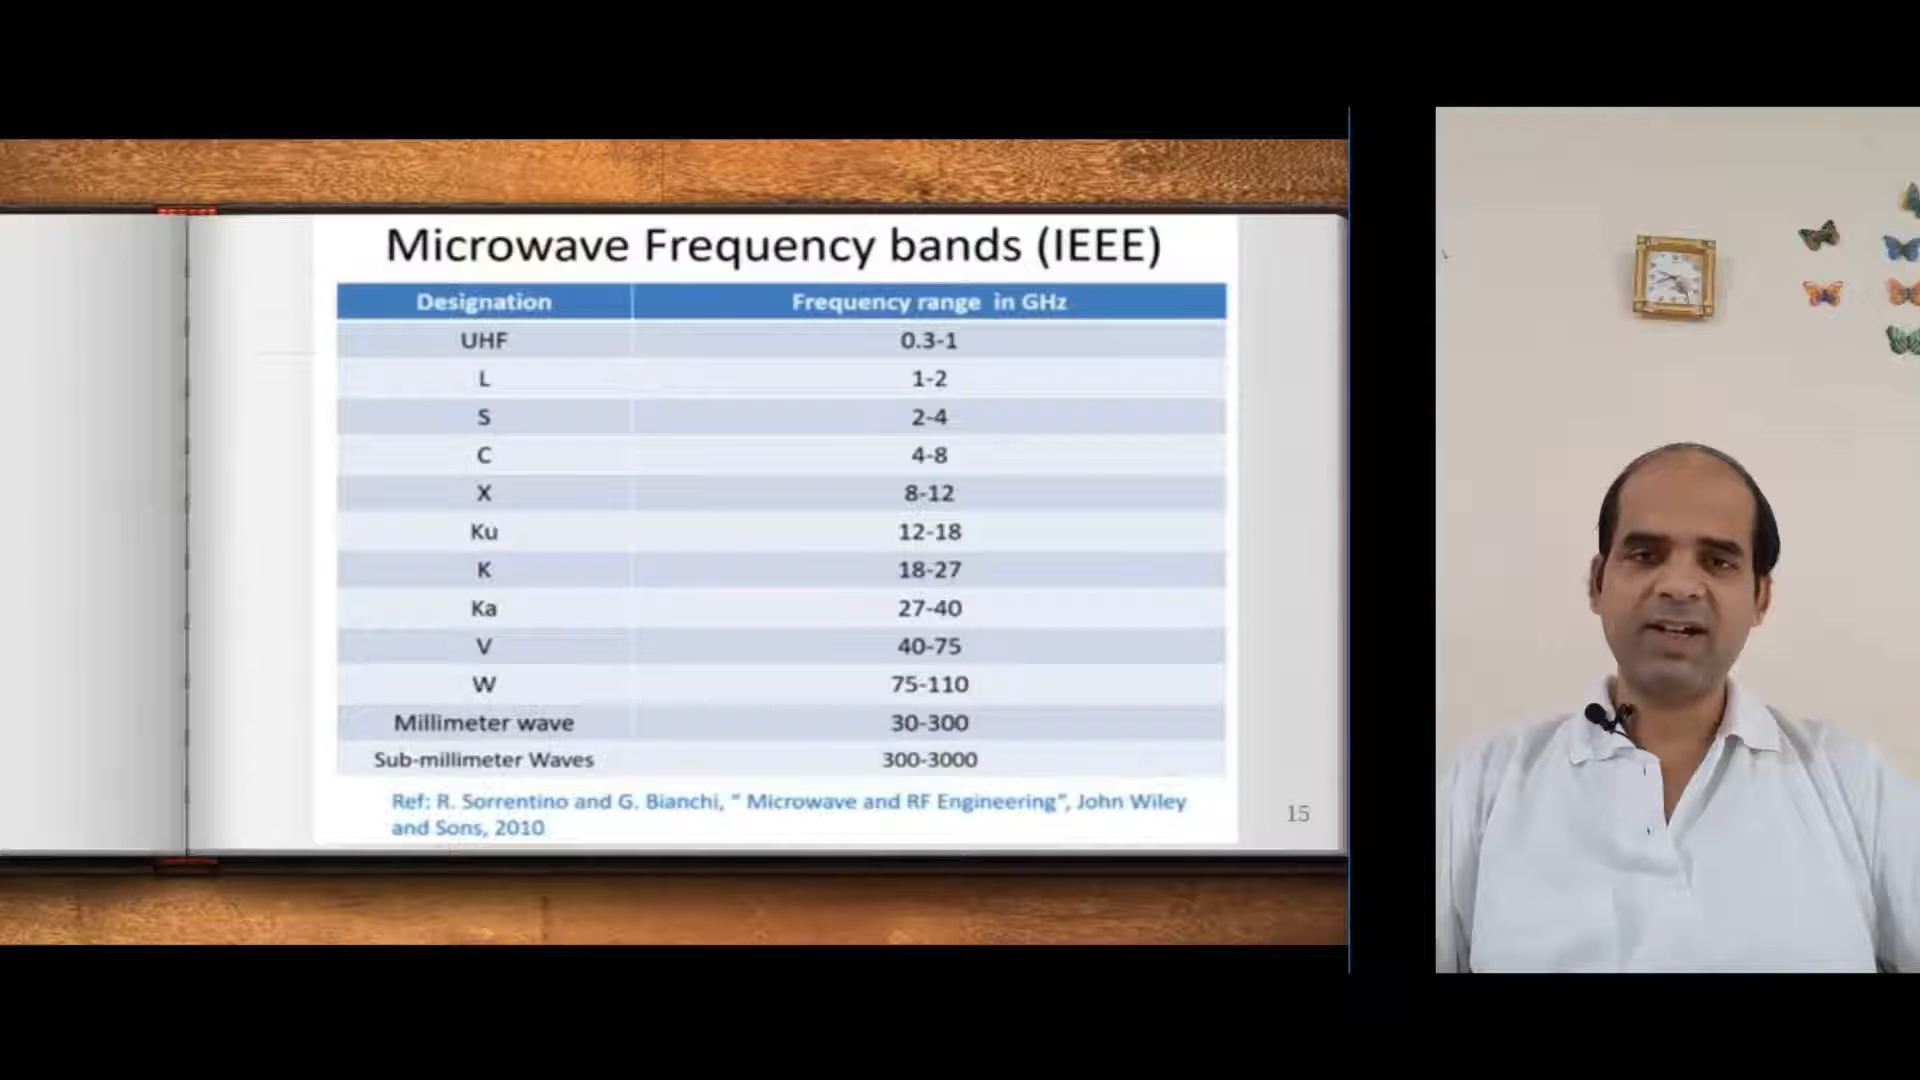 Microwave Frequency bands (IEEE)
Designation Frequency range in GHz
UHF 0.3-1
L 1-2
S 2-4
C 4-8
X 8-12
Ku 12-18
K 18-27
Ka 27-40
V 40-75
W 75-110
Millimeter wave 30-300
Sub-millimeter Waves 300-3000
Ref: R. Sorrentino and G. Bianchi, " Microwave and RF Engineering", John Wiley
and Sons, 2010
15